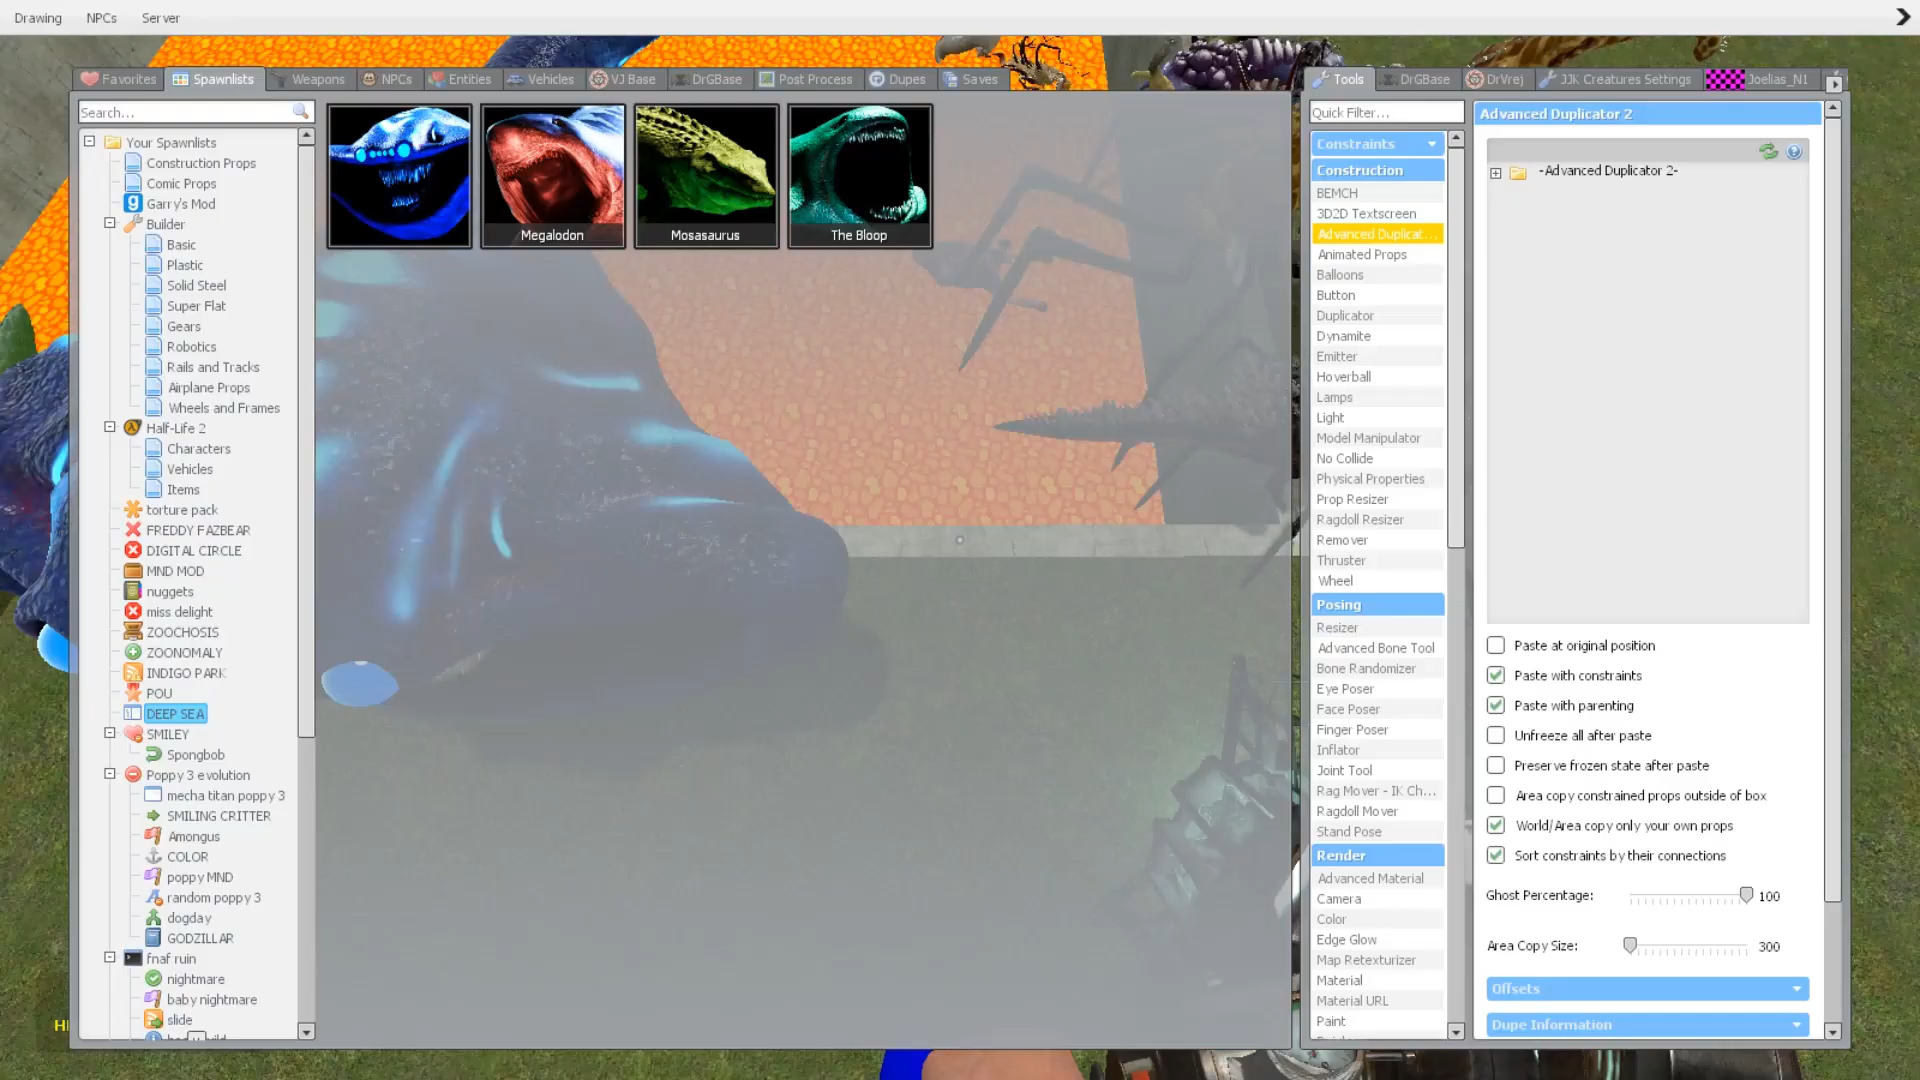 Drawing NPCs Server
Favorites Spawnlists Weapons NPCs Entities Vehicles VJ Base DrGBase Post Process Dupes Saves
Tools DrGBase DrVrej JJK Creatures Settings Joelias_N1
Search...
Your Spawnlists
Construction Props
Comic Props
Garry's Mod
Builder
Basic
Plastic
Solid Steel
Super Flat
Gears
Robotics
Rails and Tracks
Airplane Props
Wheels and Frames
Half-Life 2
Characters
Vehicles
Items
torture pack
FREDDY FAZBEAR
DIGITAL CIRCLE
MND MOD
nuggets
miss delight
ZOOCHOSIS
ZOONOMALY
INDIGO PARK
POU
DEEP SEA
SMILEY
Spongbob
Poppy 3 evolution
mecha titan poppy 3
SMILING CRITTER
Amongus
COLOR
poppy MND
random poppy 3
dogday
GODZILLAR
fnaf ruin
nightmare
baby nightmare
slide
Megalodon
Mosasaurus
The Bloop
Quick Filter...
Constraints
Construction
BEMCH
3D2D Textscreen
Advanced Duplicat...
Animated Props
Balloons
Button
Duplicator
Dynamite
Emitter
Hoverball
Lamps
Light
Model Manipulator
No Collide
Physical Properties
Prop Resizer
Ragdoll Resizer
Remover
Thruster
Wheel
Posing
Resizer
Advanced Bone Tool
Bone Randomizer
Eye Poser
Face Poser
Finger Poser
Inflator
Joint Tool
Rag Mover - IK Ch...
Ragdoll Mover
Stand Pose
Render
Advanced Material
Camera
Color
Edge Glow
Map Retexturizer
Material
Material URL
Paint
Advanced Duplicator 2
-Advanced Duplicator 2-
Paste at original position
Paste with constraints
Paste with parenting
Unfreeze all after paste
Preserve frozen state after paste
Area copy constrained props outside of box
World/Area copy only your own props
Sort constraints by their connections
Ghost Percentage: 100
Area Copy Size: 300
Offsets
Dupe Information